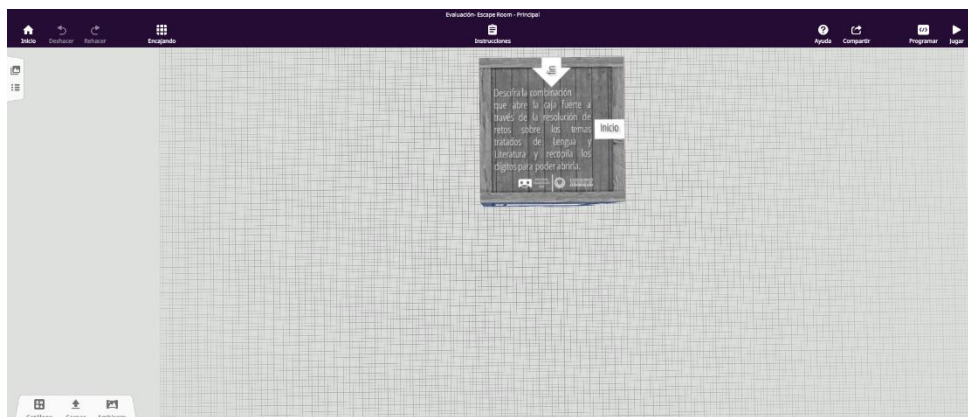 Evaluación- Escape Room - Principal
Inicio
Deshacer
Rehacer
Encajando
Instrucciones
Ayuda
Compartir
Programar
Jugar
Descifra la combinación
que abre la caja fuerte a
través de la resolución de
retos sobre los temas
tratados de Lengua y
Literatura y recopila los
dígitos para poder abrirla.
Inicio